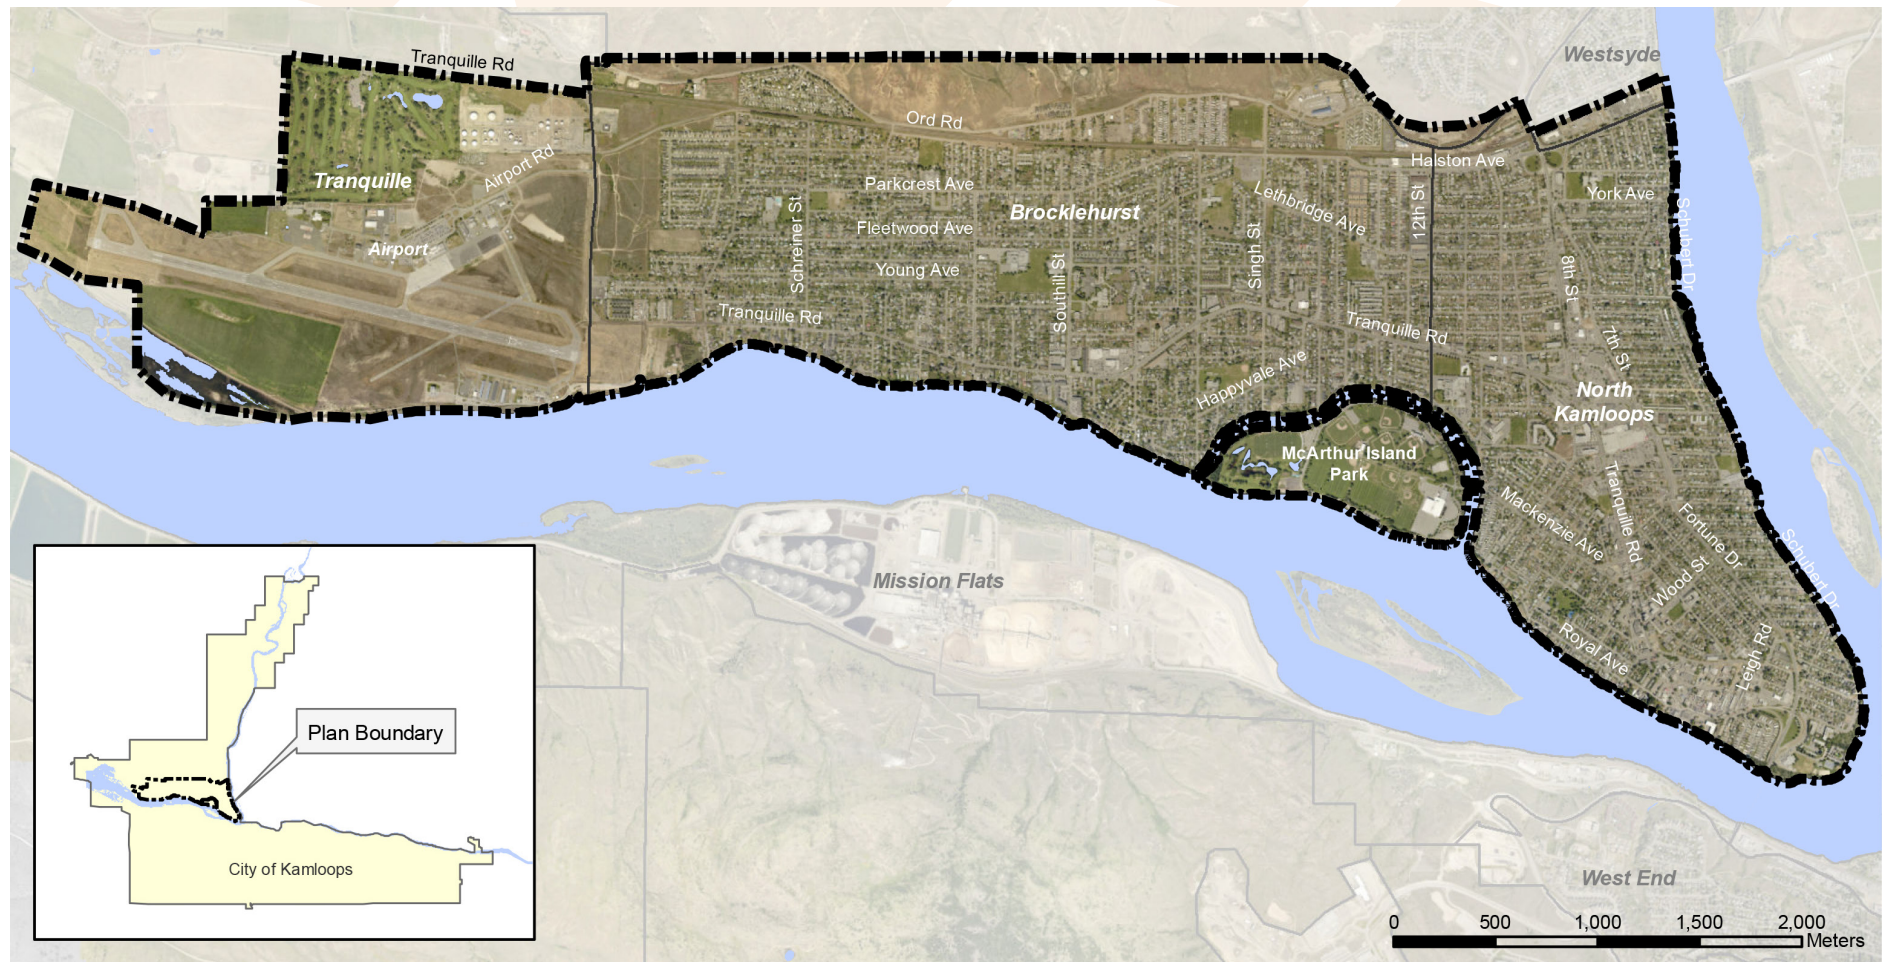 Westsyde
Tranquille Rd
Ord Rd
Airport Rd
Halston Ave
Tranquille
Parkcrest Ave
Lethbridge Ave
York Ave
12th St
Schubert Dr
Brocklehurst
Schreiner St
Fleetwood Ave
Singh St
Airport
Young Ave
Southill St
8th St
Tranquille Rd
Tranquille Rd
7th St
Happyvale Ave
North
Kamloops
McArthur Island
Park
Mackenzie Ave
Tranquille Rd
Fortune Dr
Schubert Dr
Wood St
Mission Flats
Royal Ave
Leigh Rd
Plan Boundary
City of Kamloops
West End
0 500 1,000 1,500 2,000
Meters